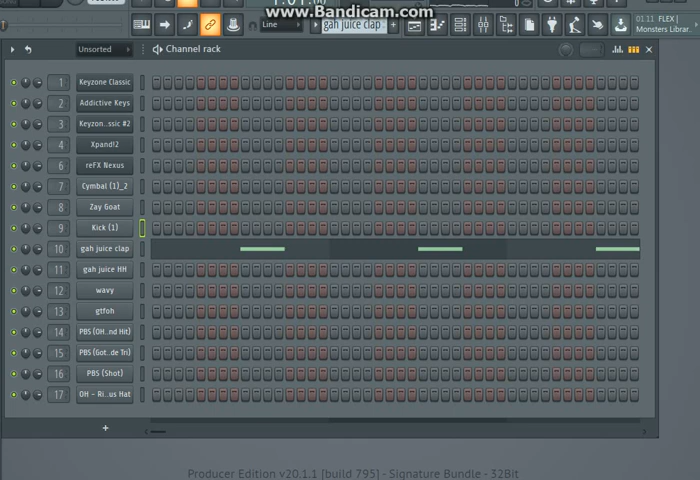 www.Bandicam.com
Line
gah juice clap
01:11 FLEX |
Monsters Librar..
Unsorted
Channel rack
1 Keyzone Classic
2 Addictive Keys
3 Keyzon..ssic #2
4 Xpand!2
6 reFX Nexus
7 Cymbal (1)_2
8 Zay Goat
9 Kick (1)
10 gah juice clap
11 gah juice HH
12 wavy
13 gtfoh
14 PBS (OH..nd Hit)
15 PBS (Got..de Tri)
16 PBS (Shot)
17 OH - Ri..us Hat
Producer Edition v20.1.1 [build 795] - Signature Bundle - 32Bit